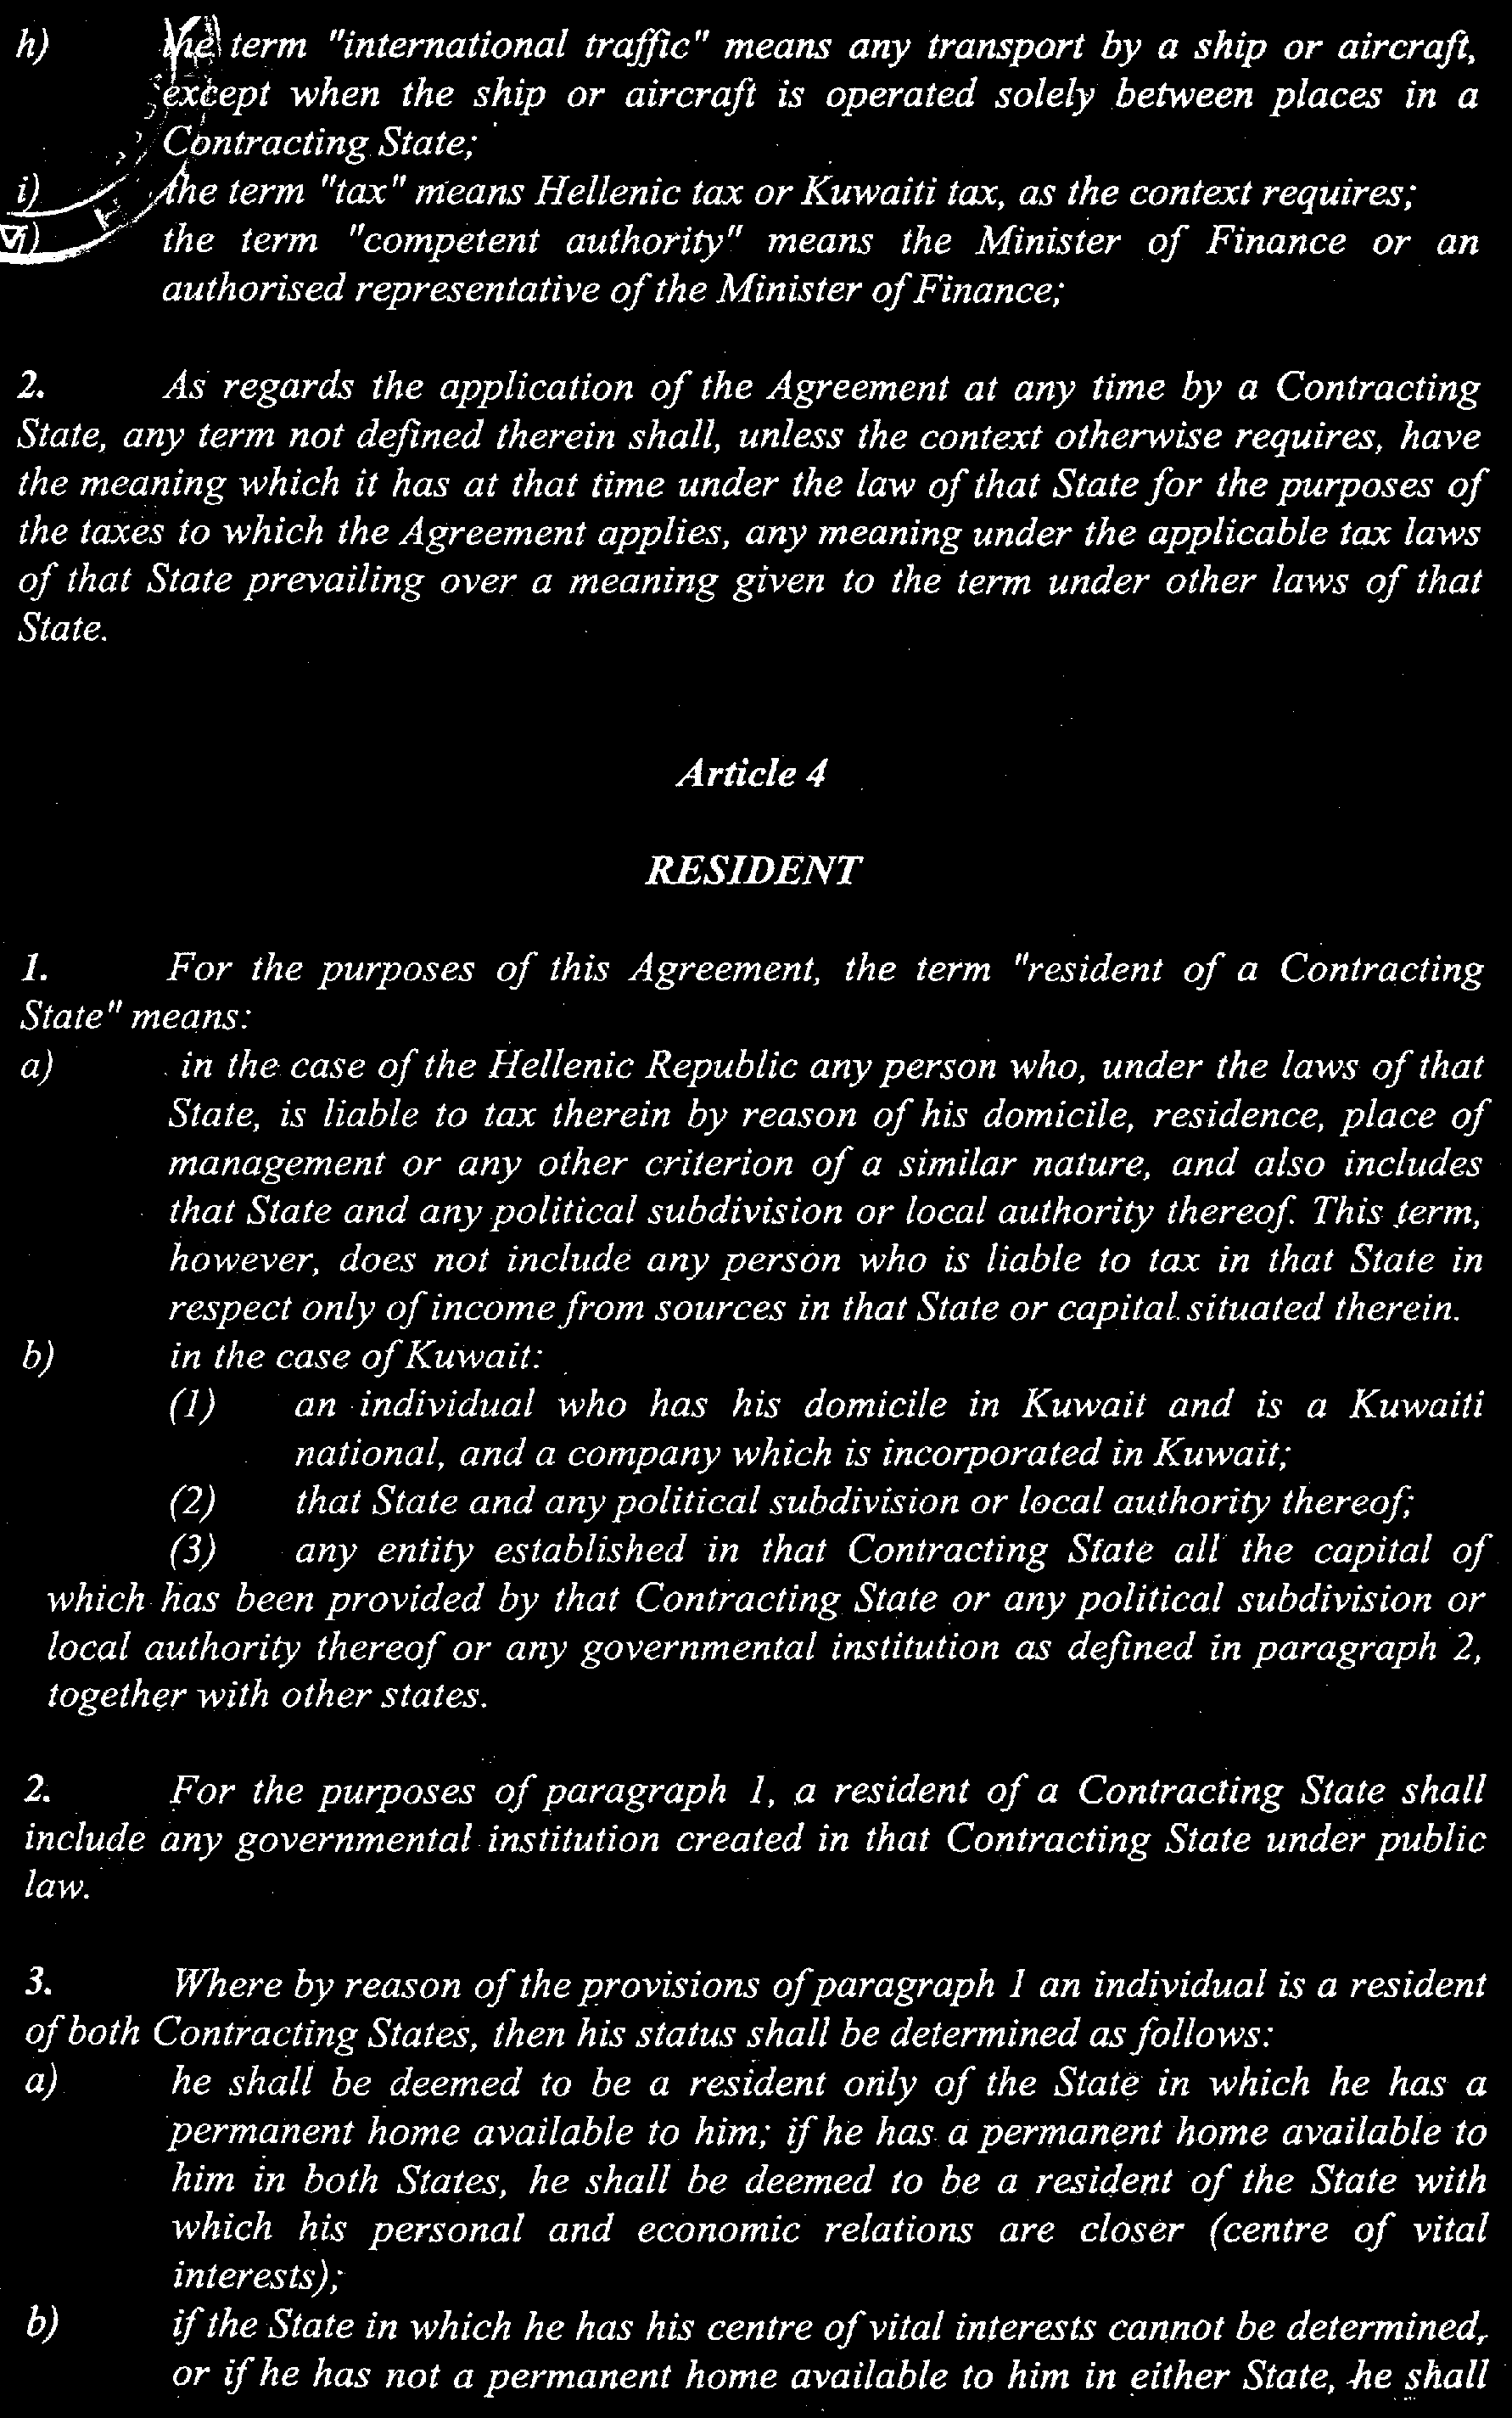 h) the term "international traffic" means any transport by a ship or aircraft,
except when the ship or aircraft is operated solely between places in a
Contracting State;
i) the term "tax" means Hellenic tax or Kuwaiti tax, as the context requires;
j) the term "competent authority" means the Minister of Finance or an
authorised representative of the Minister of Finance;
2. As regards the application of the Agreement at any time by a Contracting
State, any term not defined therein shall, unless the context otherwise requires, have
the meaning which it has at that time under the law of that State for the purposes of
the taxes to which the Agreement applies, any meaning under the applicable tax laws
of that State prevailing over a meaning given to the term under other laws of that
State.
Article 4
RESIDENT
1. For the purposes of this Agreement, the term "resident of a Contracting
State" means:
a) in the case of the Hellenic Republic any person who, under the laws of that
State, is liable to tax therein by reason of his domicile, residence, place of
management or any other criterion of a similar nature, and also includes
that State and any political subdivision or local authority thereof. This term,
however, does not include any person who is liable to tax in that State in
respect only of income from sources in that State or capital situated therein.
b) in the case of Kuwait:
(1) an individual who has his domicile in Kuwait and is a Kuwaiti
national, and a company which is incorporated in Kuwait;
(2) that State and any political subdivision or local authority thereof;
(3) any entity established in that Contracting State all the capital of
which has been provided by that Contracting State or any political subdivision or
local authority thereof or any governmental institution as defined in paragraph 2,
together with other states.
2. For the purposes of paragraph 1, a resident of a Contracting State shall
include any governmental institution created in that Contracting State under public
law.
3. Where by reason of the provisions of paragraph 1 an individual is a resident
of both Contracting States, then his status shall be determined as follows:
a) he shall be deemed to be a resident only of the State in which he has a
permanent home available to him; if he has a permanent home available to
him in both States, he shall be deemed to be a resident of the State with
which his personal and economic relations are closer (centre of vital
interests);
b) if the State in which he has his centre of vital interests cannot be determined,
or if he has not a permanent home available to him in either State, he shall